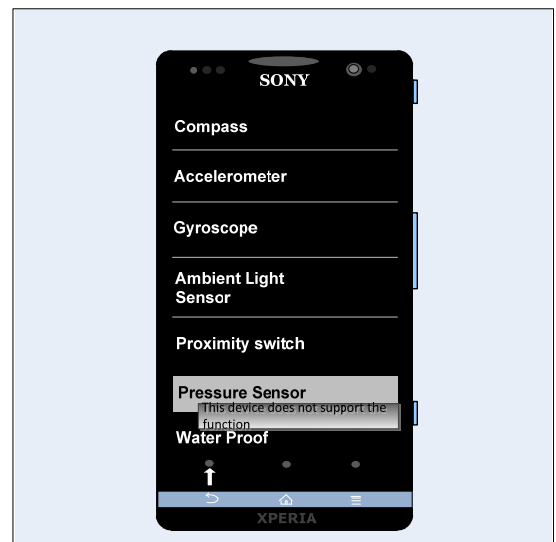 SONY
Compass
Accelerometer
Gyroscope
Ambient Light
Sensor
Proximity switch
Pressure Sensor
This device does not support the
function
Water Proof
XPERIA